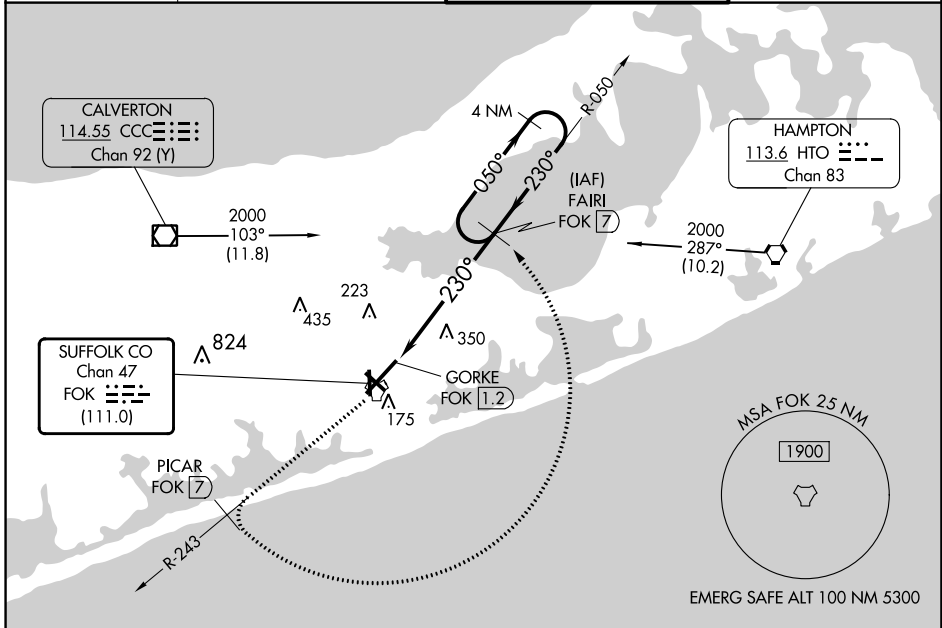 CALVERTON
114.55 CCC
Chan 92 (Y)
2000
103°
(11.8)
4 NM
050°
230°
R-050
(IAF)
FAIRI
FOK 7
HAMPTON
113.6 HTO
Chan 83
2000
287°
(10.2)
230°
223
435
350
824
SUFFOLK CO
Chan 47
FOK
(111.0)
GORKE
FOK 1.2
175
PICAR
FOK 7
R-243
MSA FOK 25 NM
1900
EMERG SAFE ALT 100 NM 5300